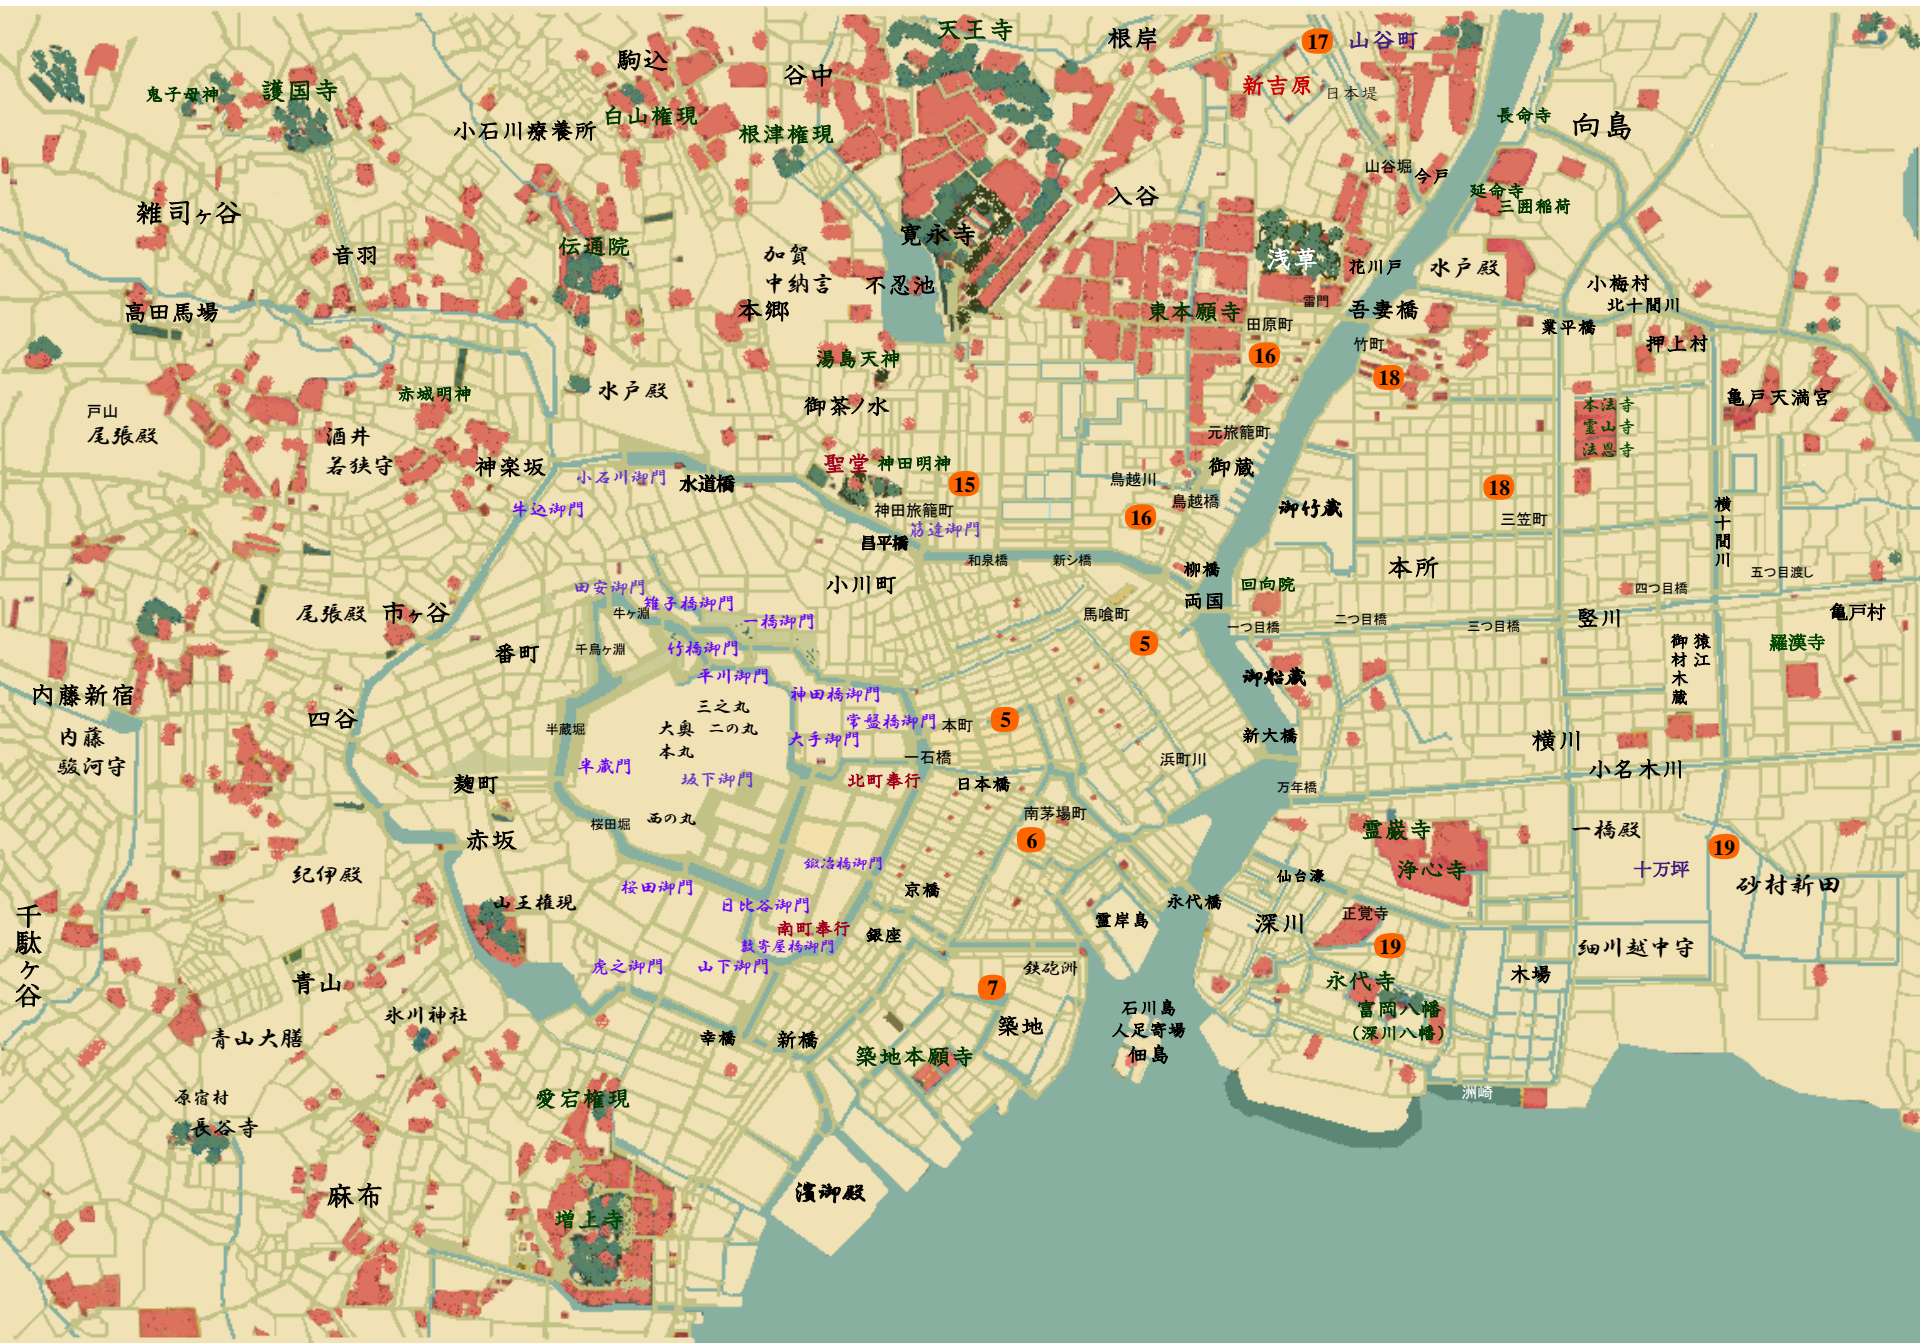 天王寺
根岸
17
山谷町
駒込
谷中
新吉原
日本堤
鬼子母神
護国寺
白山権現
小石川療養所
根津権現
長命寺
向島
山谷堀
今戸
延命寺
三囲稲荷
入谷
雑司ヶ谷
音羽
伝通院
寛永寺
加賀
中納言
不忍池
本郷
浅草
花川戸
水戸殿
小梅村
北十間川
雷門
吾妻橋
東本願寺
田原町
業平橋
高田馬場
竹町
押上村
16
18
湯島天神
水戸殿
赤城明神
御茶ノ水
亀戸天満宮
本法寺
霊山寺
法恩寺
戸山
尾張殿
酒井
若狭守
神楽坂
元旅籠町
御蔵
聖堂
神田明神
15
小石川御門
水道橋
鳥越川
鳥越橋
18
牛込御門
神田旅籠町
16
御竹蔵
三笠町
横十間川
筋違御門
昌平橋
和泉橋
新シ橋
柳橋
本所
五つ目渡し
小川町
回向院
四つ目橋
田安御門
雉子橋御門
牛ヶ淵
一橋御門
両国
馬喰町
5
尾張殿
市ヶ谷
一つ目橋
二つ目橋
三つ目橋
竪川
亀戸村
番町
千鳥ヶ淵
竹橋御門
平川御門
御船蔵
猿江
御材木蔵
羅漢寺
内藤新宿
神田橋御門
四谷
三之丸
大奥
二の丸
本丸
常盤橋御門
本町
5
大手御門
半蔵堀
新大橋
横川
内藤
駿河守
一石橋
浜町川
半蔵門
坂下御門
北町奉行
日本橋
小名木川
麹町
万年橋
南茅場町
桜田堀
西の丸
6
赤坂
霊巌寺
一橋殿
19
浄心寺
十万坪
砂村新田
鍛冶橋御門
紀伊殿
桜田御門
京橋
仙台濠
永代橋
山王権現
日比谷御門
霊岸島
深川
正覚寺
千駄ヶ谷
南町奉行
銀座
数寄屋橋御門
19
細川越中守
虎之御門
山下御門
鉄砲洲
木場
青山
7
永代寺
氷川神社
石川島
人足寄場
佃島
富岡八幡
(深川八幡)
青山大膳
幸橋
新橋
築地
築地本願寺
原宿村
長谷寺
愛宕権現
洲崎
麻布
濱御殿
増上寺